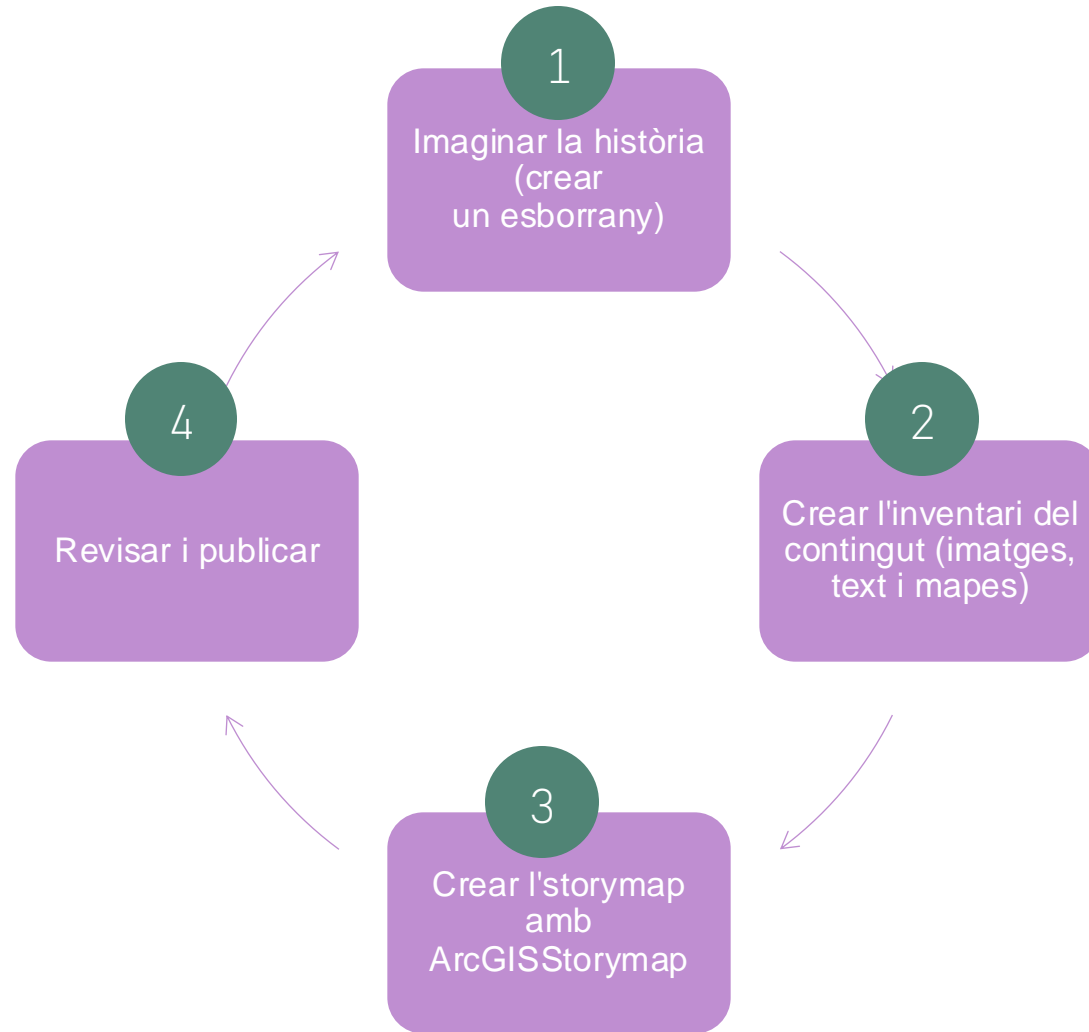 1
Imaginar la història
(crear
un esborrany)
2
Crear l'inventari del
contingut (imatges,
text i mapes)
3
Crear l'storymap
amb
ArcGISStorymap
4
Revisar i publicar